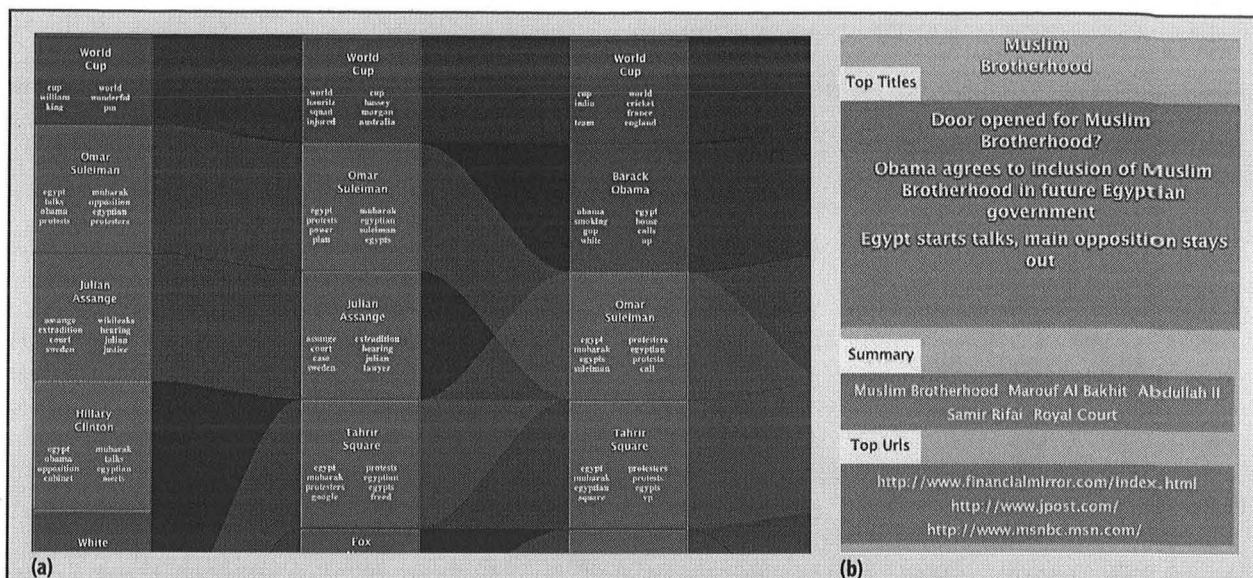 World
Cup
cup world
william wonderful
king pm
Omar
Suleiman
egypt mubarak
talks opposition
obama egyptian
protests protesters
Julian
Assange
assange wikileaks
extradition hearing
court julian
sweden justice
Hillary
Clinton
egypt mubarak
obama talks
opposition egyptian
cabinet meets
White
World
Cup
world cup
hauritz hussey
squad morgan
injured australia
Omar
Suleiman
egypt mubarak
protests egyptian
power suleiman
plan egypts
Julian
Assange
assange extradition
court hearing
case julian
sweden lawyer
Tahrir
Square
egypt protests
mubarak egyptian
protesters egypts
google freed
Fox
World
Cup
cup world
india cricket
france
team england
Barack
Obama
obama egypt
smoking house
gop calls
white up
Omar
Suleiman
egypt protesters
mubarak egyptian
egypts protests
suleiman call
Tahrir
Square
egypt protesters
mubarak protests
egyptian egypts
square vp
(a)
Muslim
Brotherhood
Top Titles
Door opened for Muslim
Brotherhood?
Obama agrees to inclusion of Muslim
Brotherhood in future Egyptian
government
Egypt starts talks, main opposition stays
out
Summary
Muslim Brotherhood Marouf Al Bakhit Abdullah II
Samir Rifai Royal Court
Top Urls
http://www.financialmirror.com/index.html
http://www.jpost.com/
http://www.msnbc.msn.com/
(b)